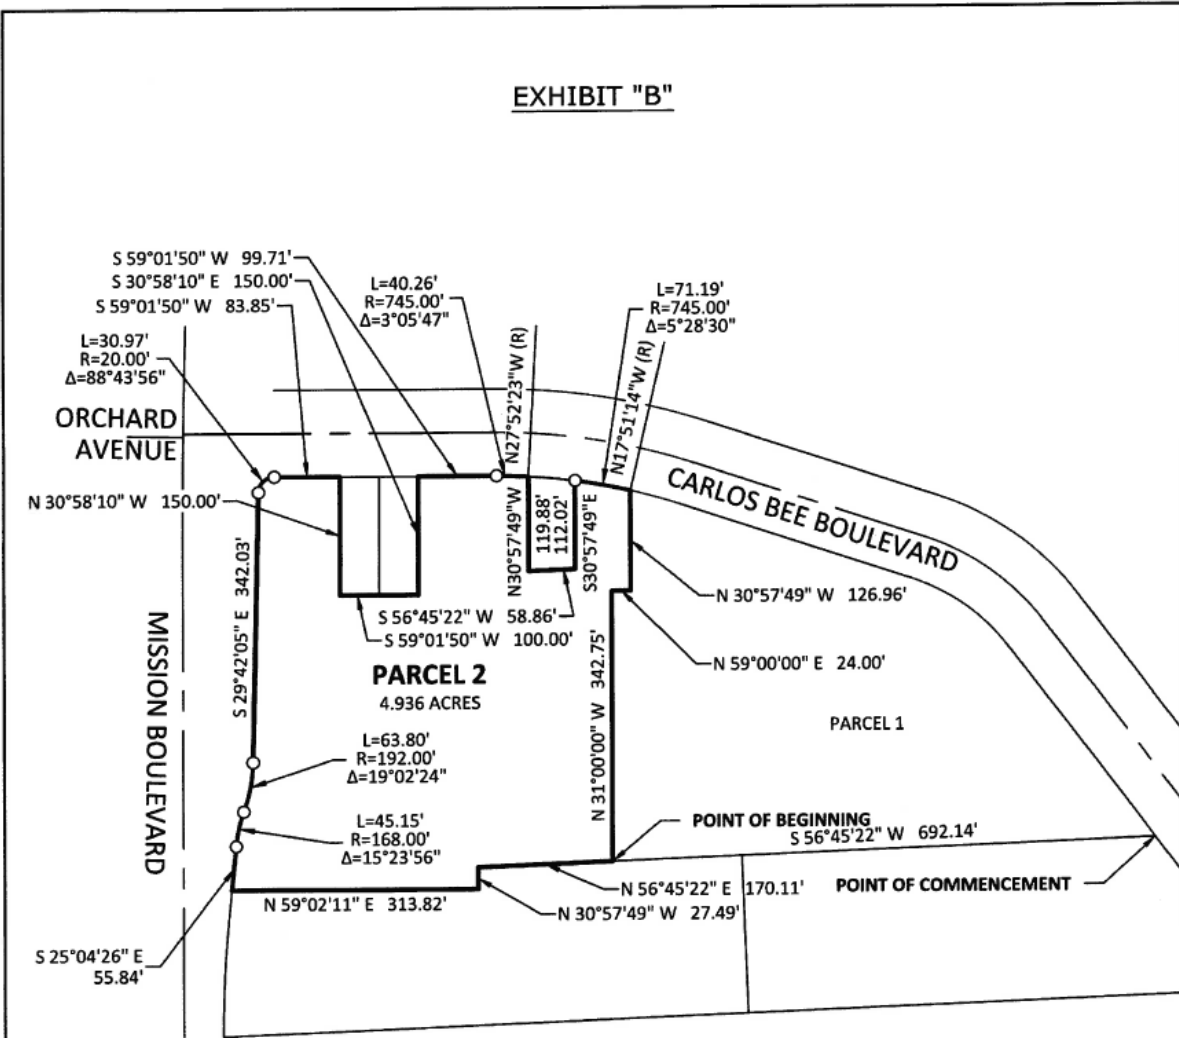 EXHIBIT "B"
S 59°01'50" W 99.71'
S 30°58'10" E 150.00'
S 59°01'50" W 83.85'
L=30.97'
R=20.00'
Δ=88°43'56"
L=40.26'
R=745.00'
Δ=3°05'47"
L=71.19'
R=745.00'
Δ=5°28'30"
N27°52'23"W (R)
N17°51'14"W (R)
ORCHARD
AVENUE
CARLOS BEE BOULEVARD
N 30°58'10" W 150.00'
N30°57'49"W
119.88'
112.02'
S30°57'49"E
S 29°42'05" E 342.03'
MISSION BOULEVARD
S 56°45'22" W 58.86'
S 59°01'50" W 100.00'
N 30°57'49" W 126.96'
N 59°00'00" E 24.00'
PARCEL 2
4.936 ACRES
N 31°00'00" W 342.75'
PARCEL 1
L=63.80'
R=192.00'
Δ=19°02'24"
L=45.15'
R=168.00'
Δ=15°23'56"
POINT OF BEGINNING
S 56°45'22" W 692.14'
POINT OF COMMENCEMENT
N 56°45'22" E 170.11'
N 30°57'49" W 27.49'
N 59°02'11" E 313.82'
S 25°04'26" E
55.84'